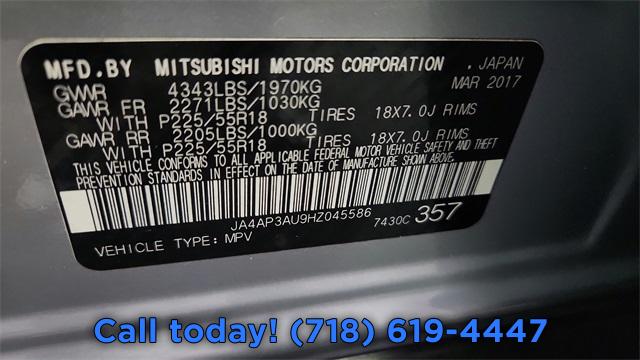 MFD.BY MITSUBISHI MOTORS CORPORATION , JAPAN
GVWR 4343LBS/1970KG MAR 2017
GAWR FR 2271LBS/1030KG
WITH P225/55R18 TIRES 18X7.0J RIMS
GAWR RR 2205LBS/1000KG
WITH P225/55R18 TIRES 18X7.0J RIMS
THIS VEHICLE CONFORMS TO ALL APPLICABLE FEDERAL MOTOR VEHICLE SAFETY AND THEFT
PREVENTION STANDARDS IN EFFECT ON THE DATE OF MANUFACTURE SHOWN ABOVE.
JA4AP3AU9HZ045586 7430C 357
VEHICLE TYPE: MPV
Call today! (718) 619-4447